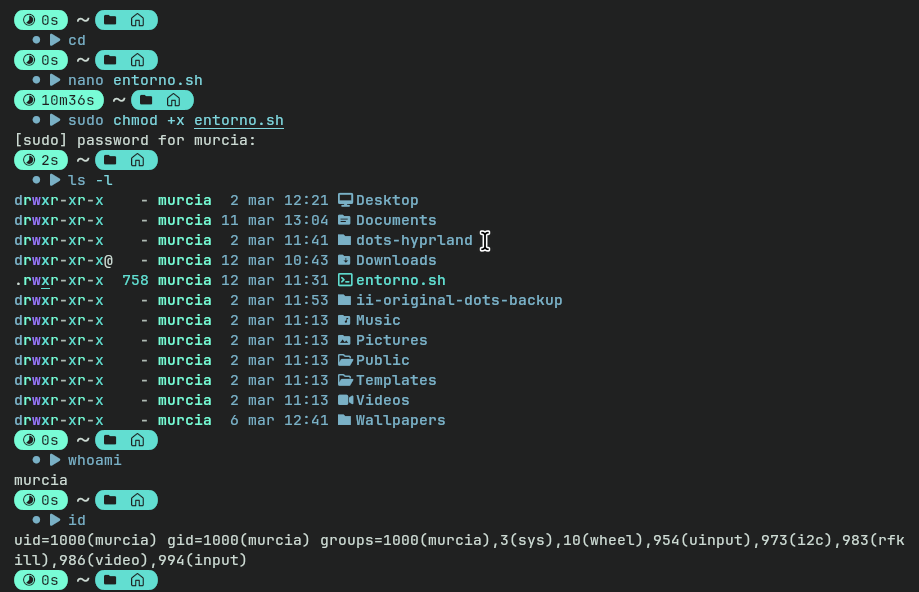 0s ~
cd
0s ~
nano entorno.sh
10m36s ~
sudo chmod +x entorno.sh
[sudo] password for murcia:
2s ~
ls -l
drwxr-xr-x - murcia 2 mar 12:21 Desktop
drwxr-xr-x - murcia 11 mar 13:04 Documents
drwxr-xr-x - murcia 2 mar 11:41 dots-hyprland
drwxr-xr-x@ - murcia 12 mar 10:43 Downloads
.rwxr-xr-x 758 murcia 12 mar 11:31 entorno.sh
drwxr-xr-x - murcia 2 mar 11:53 ii-original-dots-backup
drwxr-xr-x - murcia 2 mar 11:13 Music
drwxr-xr-x - murcia 2 mar 11:13 Pictures
drwxr-xr-x - murcia 2 mar 11:13 Public
drwxr-xr-x - murcia 2 mar 11:13 Templates
drwxr-xr-x - murcia 2 mar 11:13 Videos
drwxr-xr-x - murcia 6 mar 12:41 Wallpapers
0s ~
whoami
murcia
0s ~
id
uid=1000(murcia) gid=1000(murcia) groups=1000(murcia),3(sys),10(wheel),954(uinput),973(i2c),983(rfk
ill),986(video),994(input)
0s ~